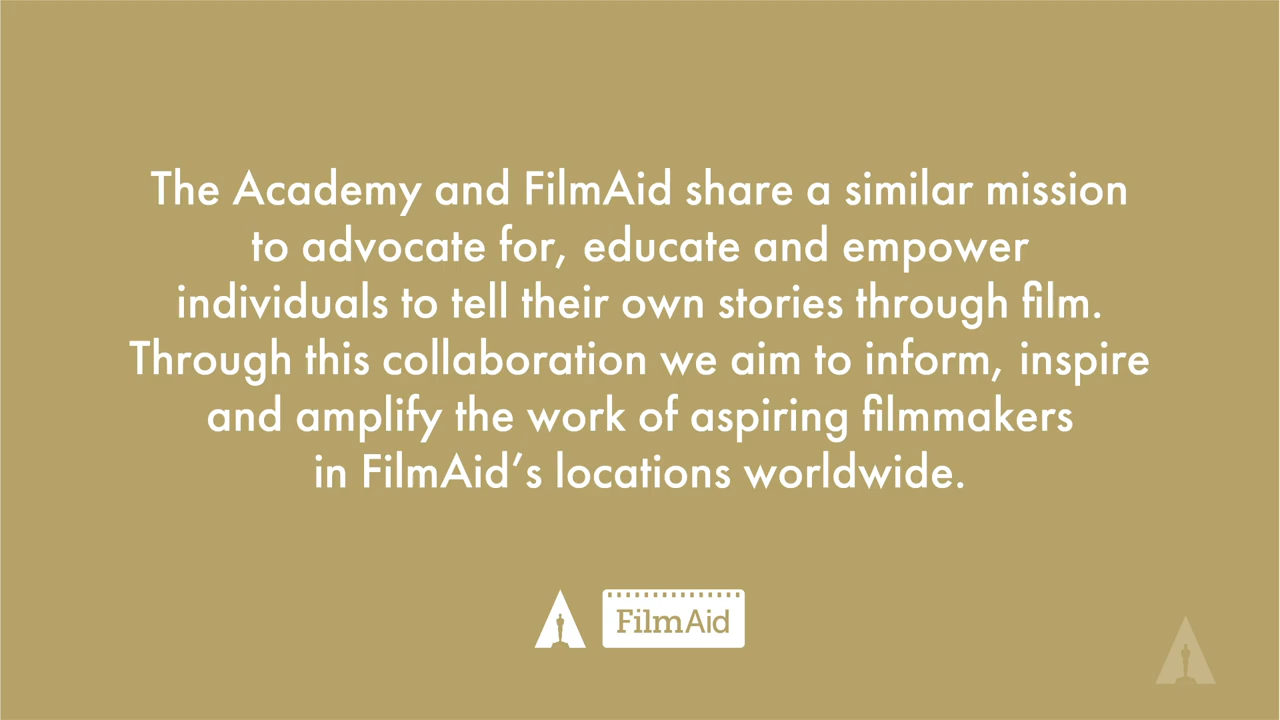 The Academy and FilmAid share a similar mission
to advocate for, educate and empower
individuals to tell their own stories through film.
Through this collaboration we aim to inform, inspire
and amplify the work of aspiring filmmakers
in FilmAid’s locations worldwide.
FilmAid